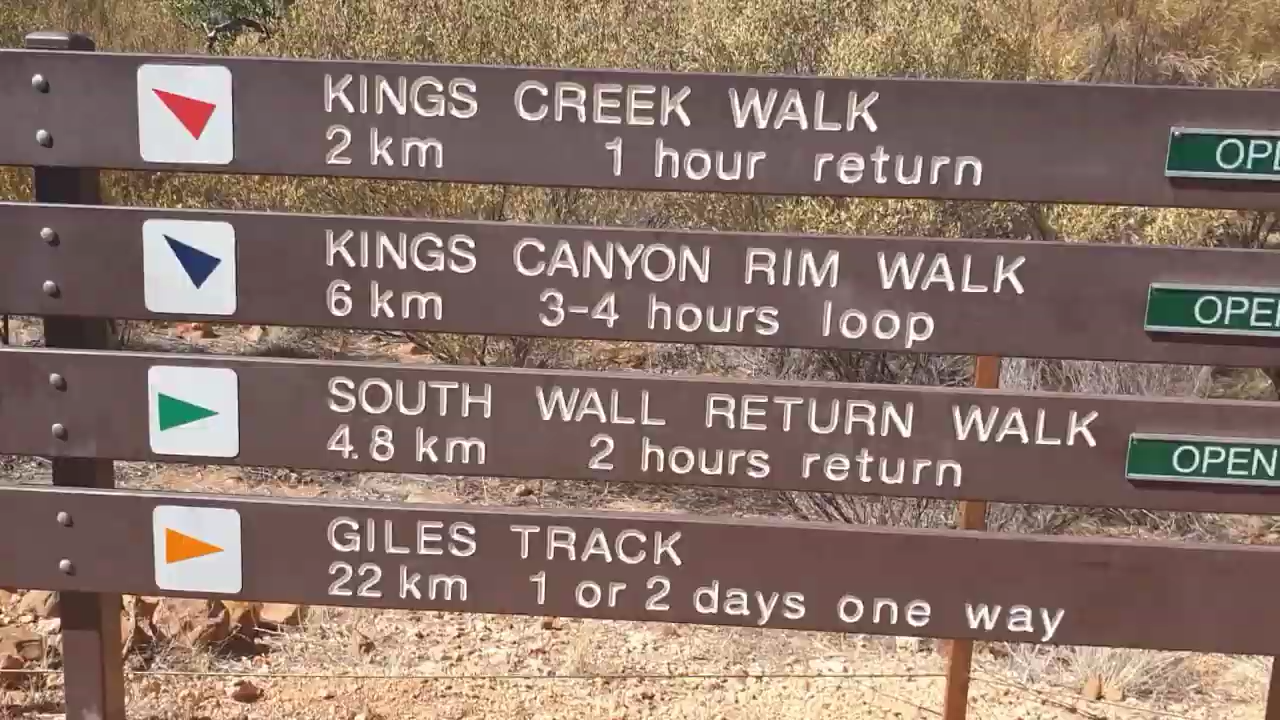 KINGS CREEK WALK
2 km 1 hour return
KINGS CANYON RIM WALK
6 km 3-4 hours loop
SOUTH WALL RETURN WALK
4.8 km 2 hours return
OPEN
GILES TRACK
22 km 1 or 2 days one way